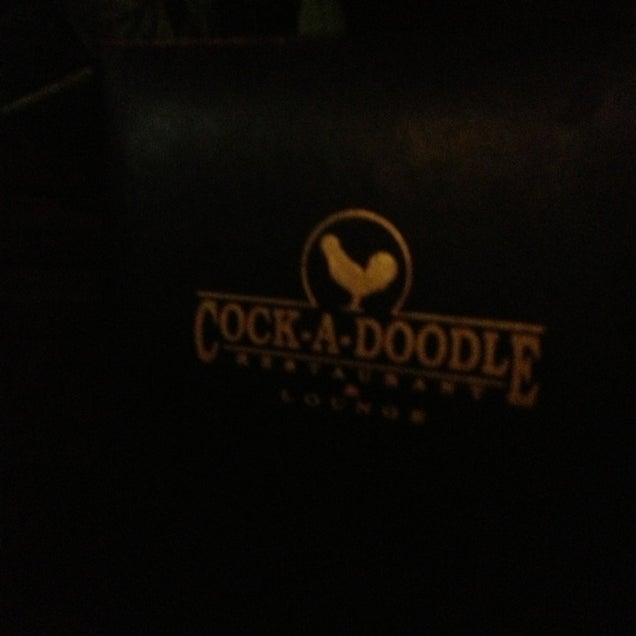 COCK-A-DOODLE
RESTAURANT
&
LOUNGE